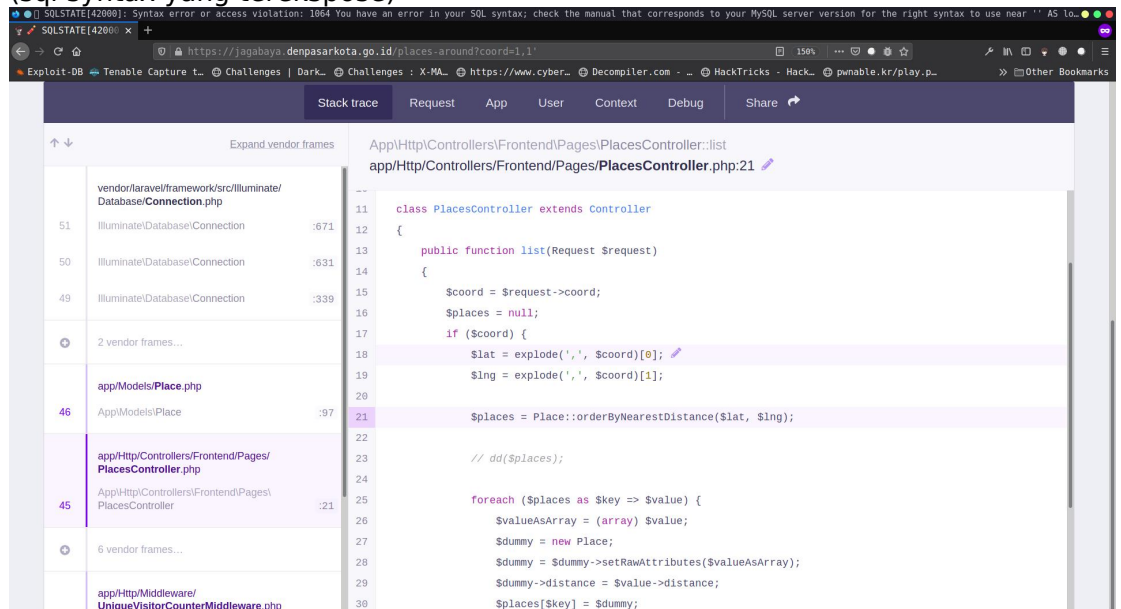 (sql syntax yang terekspose)
SQLSTATE[42000]: Syntax error or access violation: 1064 You have an error in your SQL syntax; check the manual that corresponds to your MySQL server version for the right syntax to use near '' AS lo…
SQLSTATE[42000 × +
https://jagabaya.denpasarkota.go.id/places-around?coord=1,1' 150%
Exploit-DB Tenable Capture t… Challenges | Dark… Challenges : X-MA… https://www.cyber… Decompiler.com - … HackTricks - Hack… pwnable.kr/play.p… » Other Bookmarks
Stack trace Request App User Context Debug Share
Expand vendor frames
vendor/laravel/framework/src/Illuminate/
Database/Connection.php
51 Illuminate\Database\Connection :671
50 Illuminate\Database\Connection :631
49 Illuminate\Database\Connection :339
2 vendor frames…
app/Models/Place.php
46 App\Models\Place :97
app/Http/Controllers/Frontend/Pages/
PlacesController.php
App\Http\Controllers\Frontend\Pages\
45 PlacesController :21
6 vendor frames…
app/Http/Middleware/
UniqueVisitorCounterMiddleware.php
App\Http\Controllers\Frontend\Pages\PlacesController::list
app/Http/Controllers/Frontend/Pages/PlacesController.php:21
11 class PlacesController extends Controller
12 {
13 public function list(Request $request)
14 {
15 $coord = $request->coord;
16 $places = null;
17 if ($coord) {
18 $lat = explode(',', $coord)[0];
19 $lng = explode(',', $coord)[1];
20
21 $places = Place::orderByNearestDistance($lat, $lng);
22
23 // dd($places);
24
25 foreach ($places as $key => $value) {
26 $valueAsArray = (array) $value;
27 $dummy = new Place;
28 $dummy = $dummy->setRawAttributes($valueAsArray);
29 $dummy->distance = $value->distance;
30 $places[$key] = $dummy;